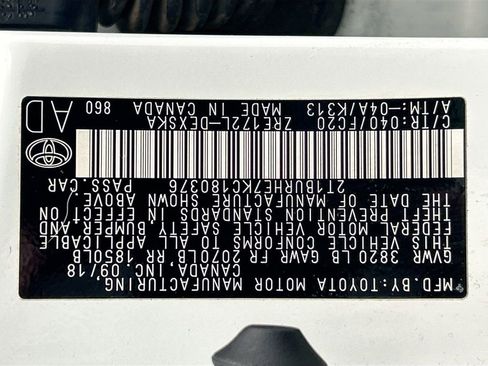 MFD.BY:TOYOTA MOTOR MANUFACTURING,
CANADA, INC. 09/18
GVWR 3820 LB GAWR FR 2070LB, RR 1850LB
THIS VEHICLE CONFORMS TO ALL APPLICABLE
FEDERAL MOTOR VEHICLE SAFETY, BUMPER AND
THEFT PREVENTION STANDARDS IN EFFECT ON
THE DATE OF MANUFACTURE SHOWN ABOVE.
2T1BURHE7KC180376 PASS.CAR
C/TR:040/FC20 ZRE172L-DEXSKA
A/TM:-04A/K313 MADE IN CANADA
860
AD